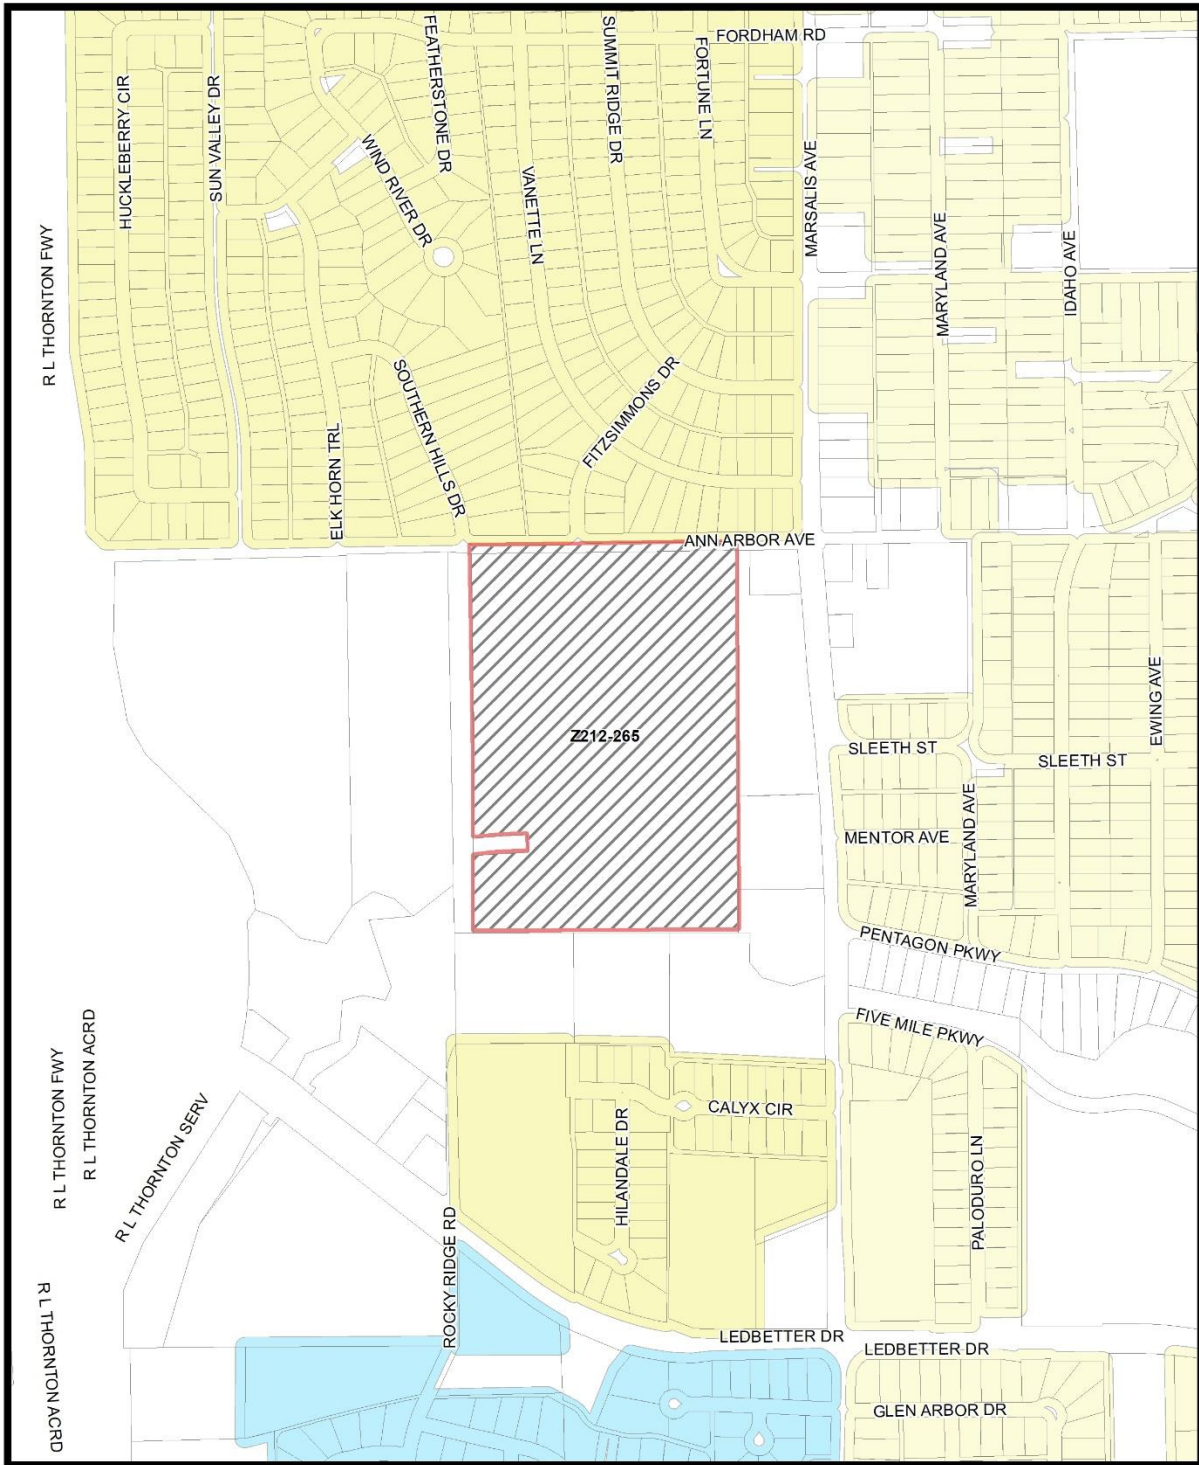 FORDHAM RD
FEATHERSTONE DR
SUMMIT RIDGE DR
FORTUNE LN
HUCKLEBERRY CIR
SUN VALLEY DR
WIND RIVER DR
VANETTE LN
MARSALIS AVE
MARYLAND AVE
IDAHO AVE
R L THORNTON FWY
SOUTHERN HILLS DR
FITZSIMMONS DR
ELK HORN TRL
ANN ARBOR AVE
EWING AVE
Z212-265
SLEETH ST
SLEETH ST
MENTOR AVE
MARYLAND AVE
PENTAGON PKWY
FIVE MILE PKWY
R L THORNTON FWY
R L THORNTON ACRD
R L THORNTON SERV
CALYX CIR
HILANDALE DR
PALODURO LN
ROCKY RIDGE RD
LEDBETTER DR
LEDBETTER DR
R L THORNTON ACRD
GLEN ARBOR DR